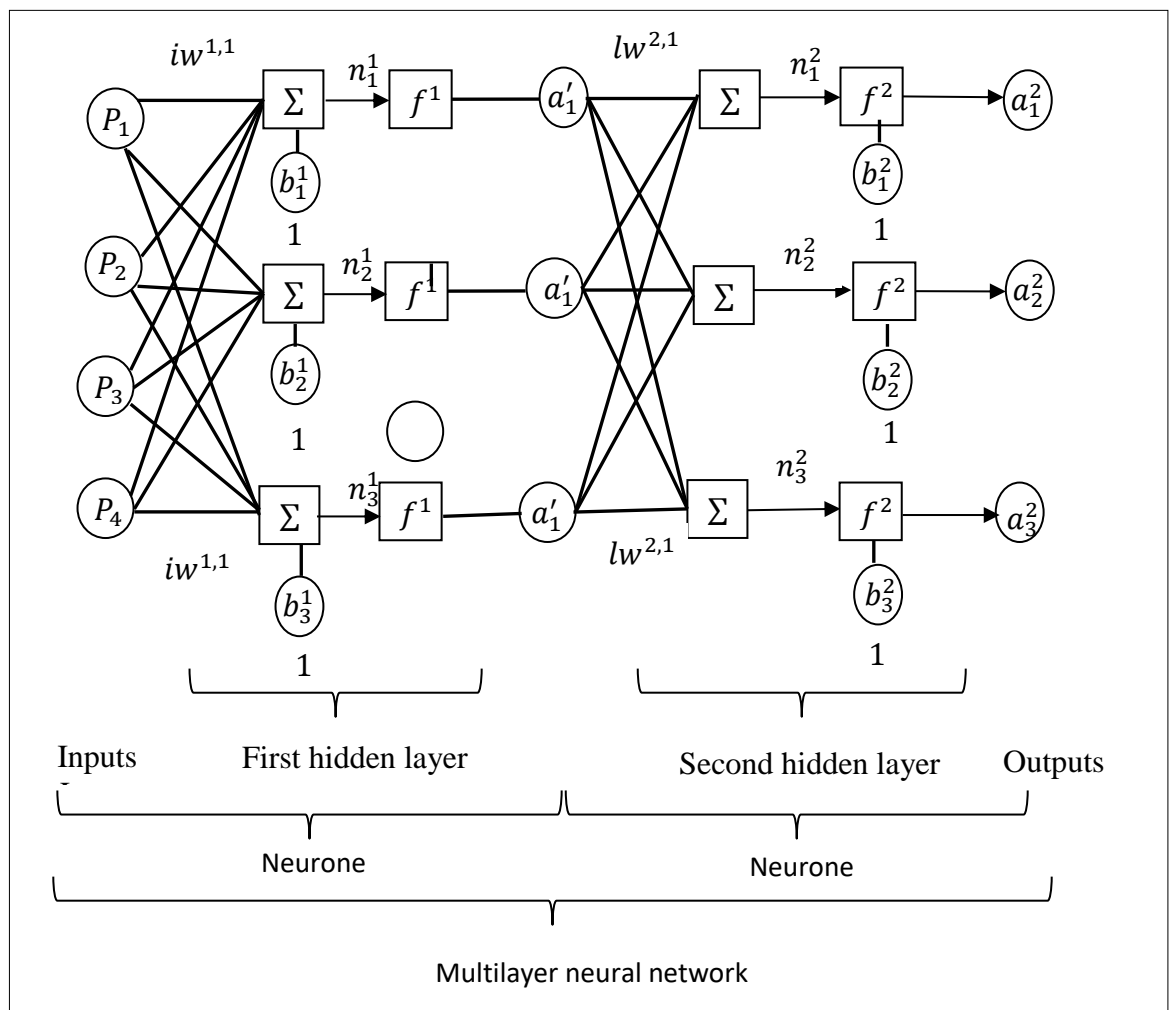 iw^{1,1} lw^{2,1}
P_1 Σ n_1^1 f^1 a'_1 Σ n_1^2 f^2 a_1^2
b_1^1 b_1^2
1 1
P_2 Σ n_2^1 f^1 a'_1 Σ n_2^2 f^2 a_2^2
b_2^1 b_2^2
P_3
1 1
P_4 Σ n_3^1 f^1 a'_1 Σ n_3^2 f^2 a_3^2
iw^{1,1} lw^{2,1}
b_3^1 b_3^2
1 1
Inputs First hidden layer Second hidden layer Outputs
Neurone Neurone
Multilayer neural network